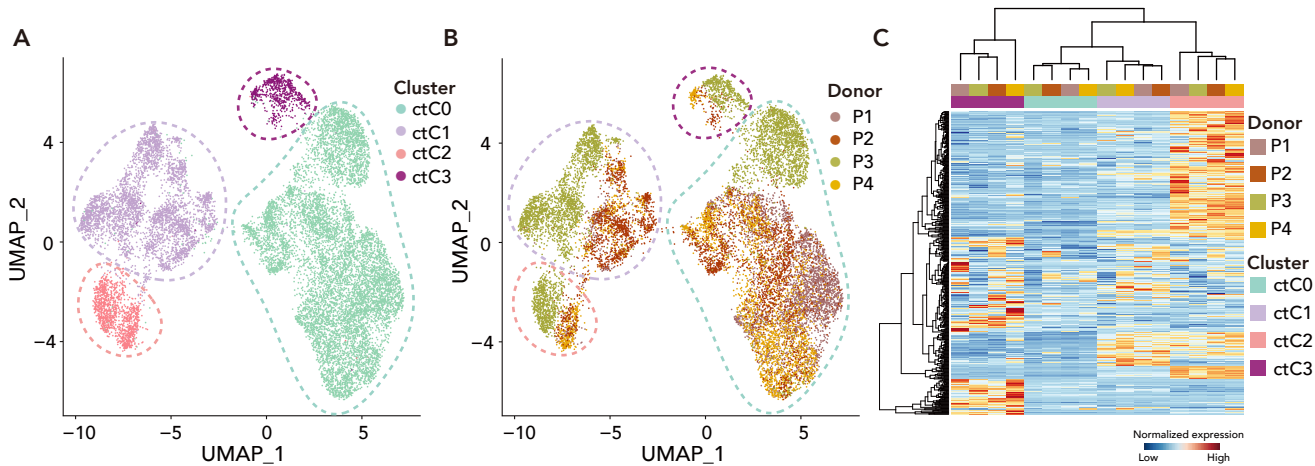 A
UMAP_2
4
0
−4
−10
−5
0
5
UMAP_1
Cluster
ctC0
ctC1
ctC2
ctC3
B
UMAP_2
4
0
−4
−10
−5
0
5
UMAP_1
Donor
P1
P2
P3
P4
C
Donor
P1
P2
P3
P4
Cluster
ctC0
ctC1
ctC2
ctC3
Normalized expression
Low High